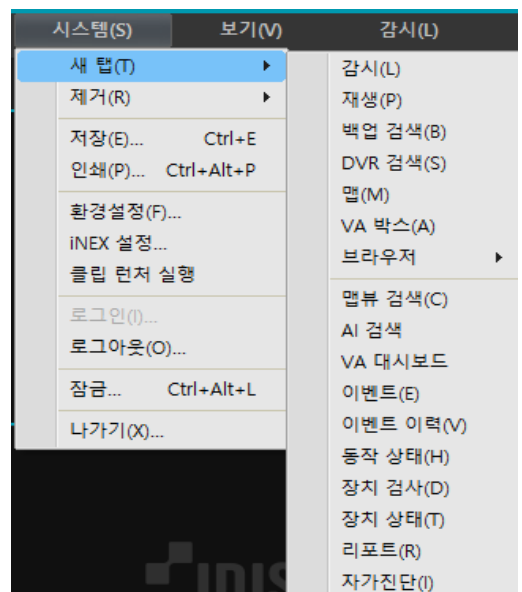 시스템(S) 보기(V) 감시(L)
새 탭(T)
제거(R)
저장(E)... Ctrl+E
인쇄(P)... Ctrl+Alt+P
환경설정(F)...
iNEX 설정...
클립 런처 실행
로그인(I)...
로그아웃(O)...
잠금... Ctrl+Alt+L
나가기(X)...
감시(L)
재생(P)
백업 검색(B)
DVR 검색(S)
맵(M)
VA 박스(A)
브라우저
맵뷰 검색(C)
AI 검색
VA 대시보드
이벤트(E)
이벤트 이력(V)
동작 상태(H)
장치 검사(D)
장치 상태(T)
리포트(R)
자가진단(I)